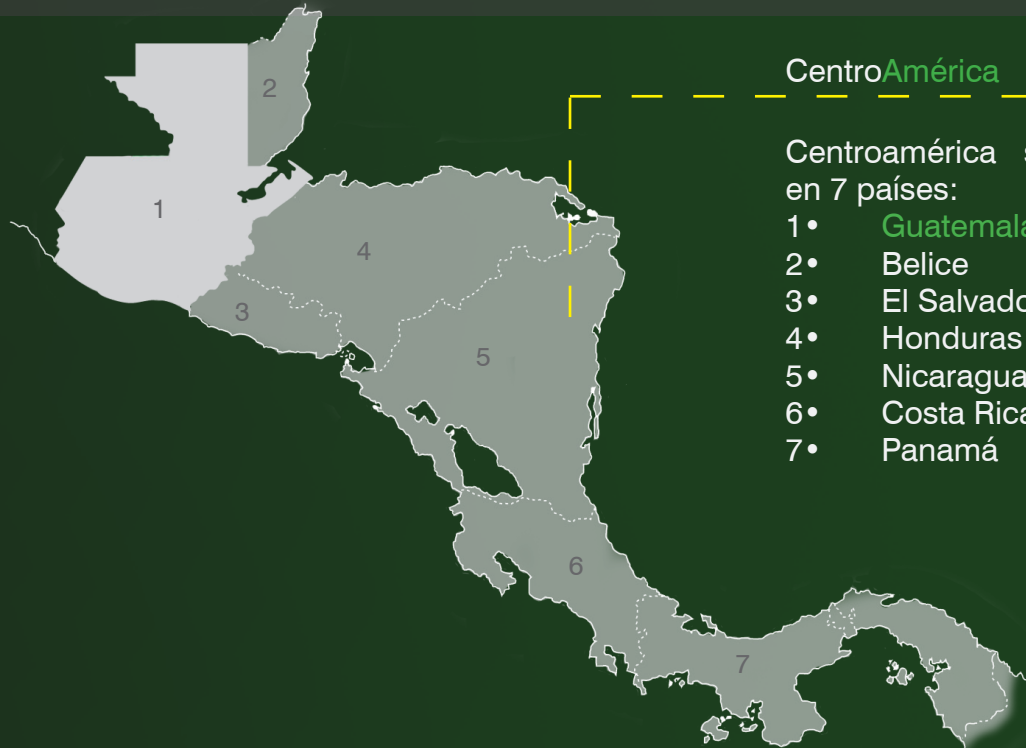 CentroAmérica
Centroamérica s
en 7 países:
1• Guatemala
2• Belice
3• El Salvado
4• Honduras
5• Nicaragua
6• Costa Rica
7• Panamá
2
1
4
3
5
6
7